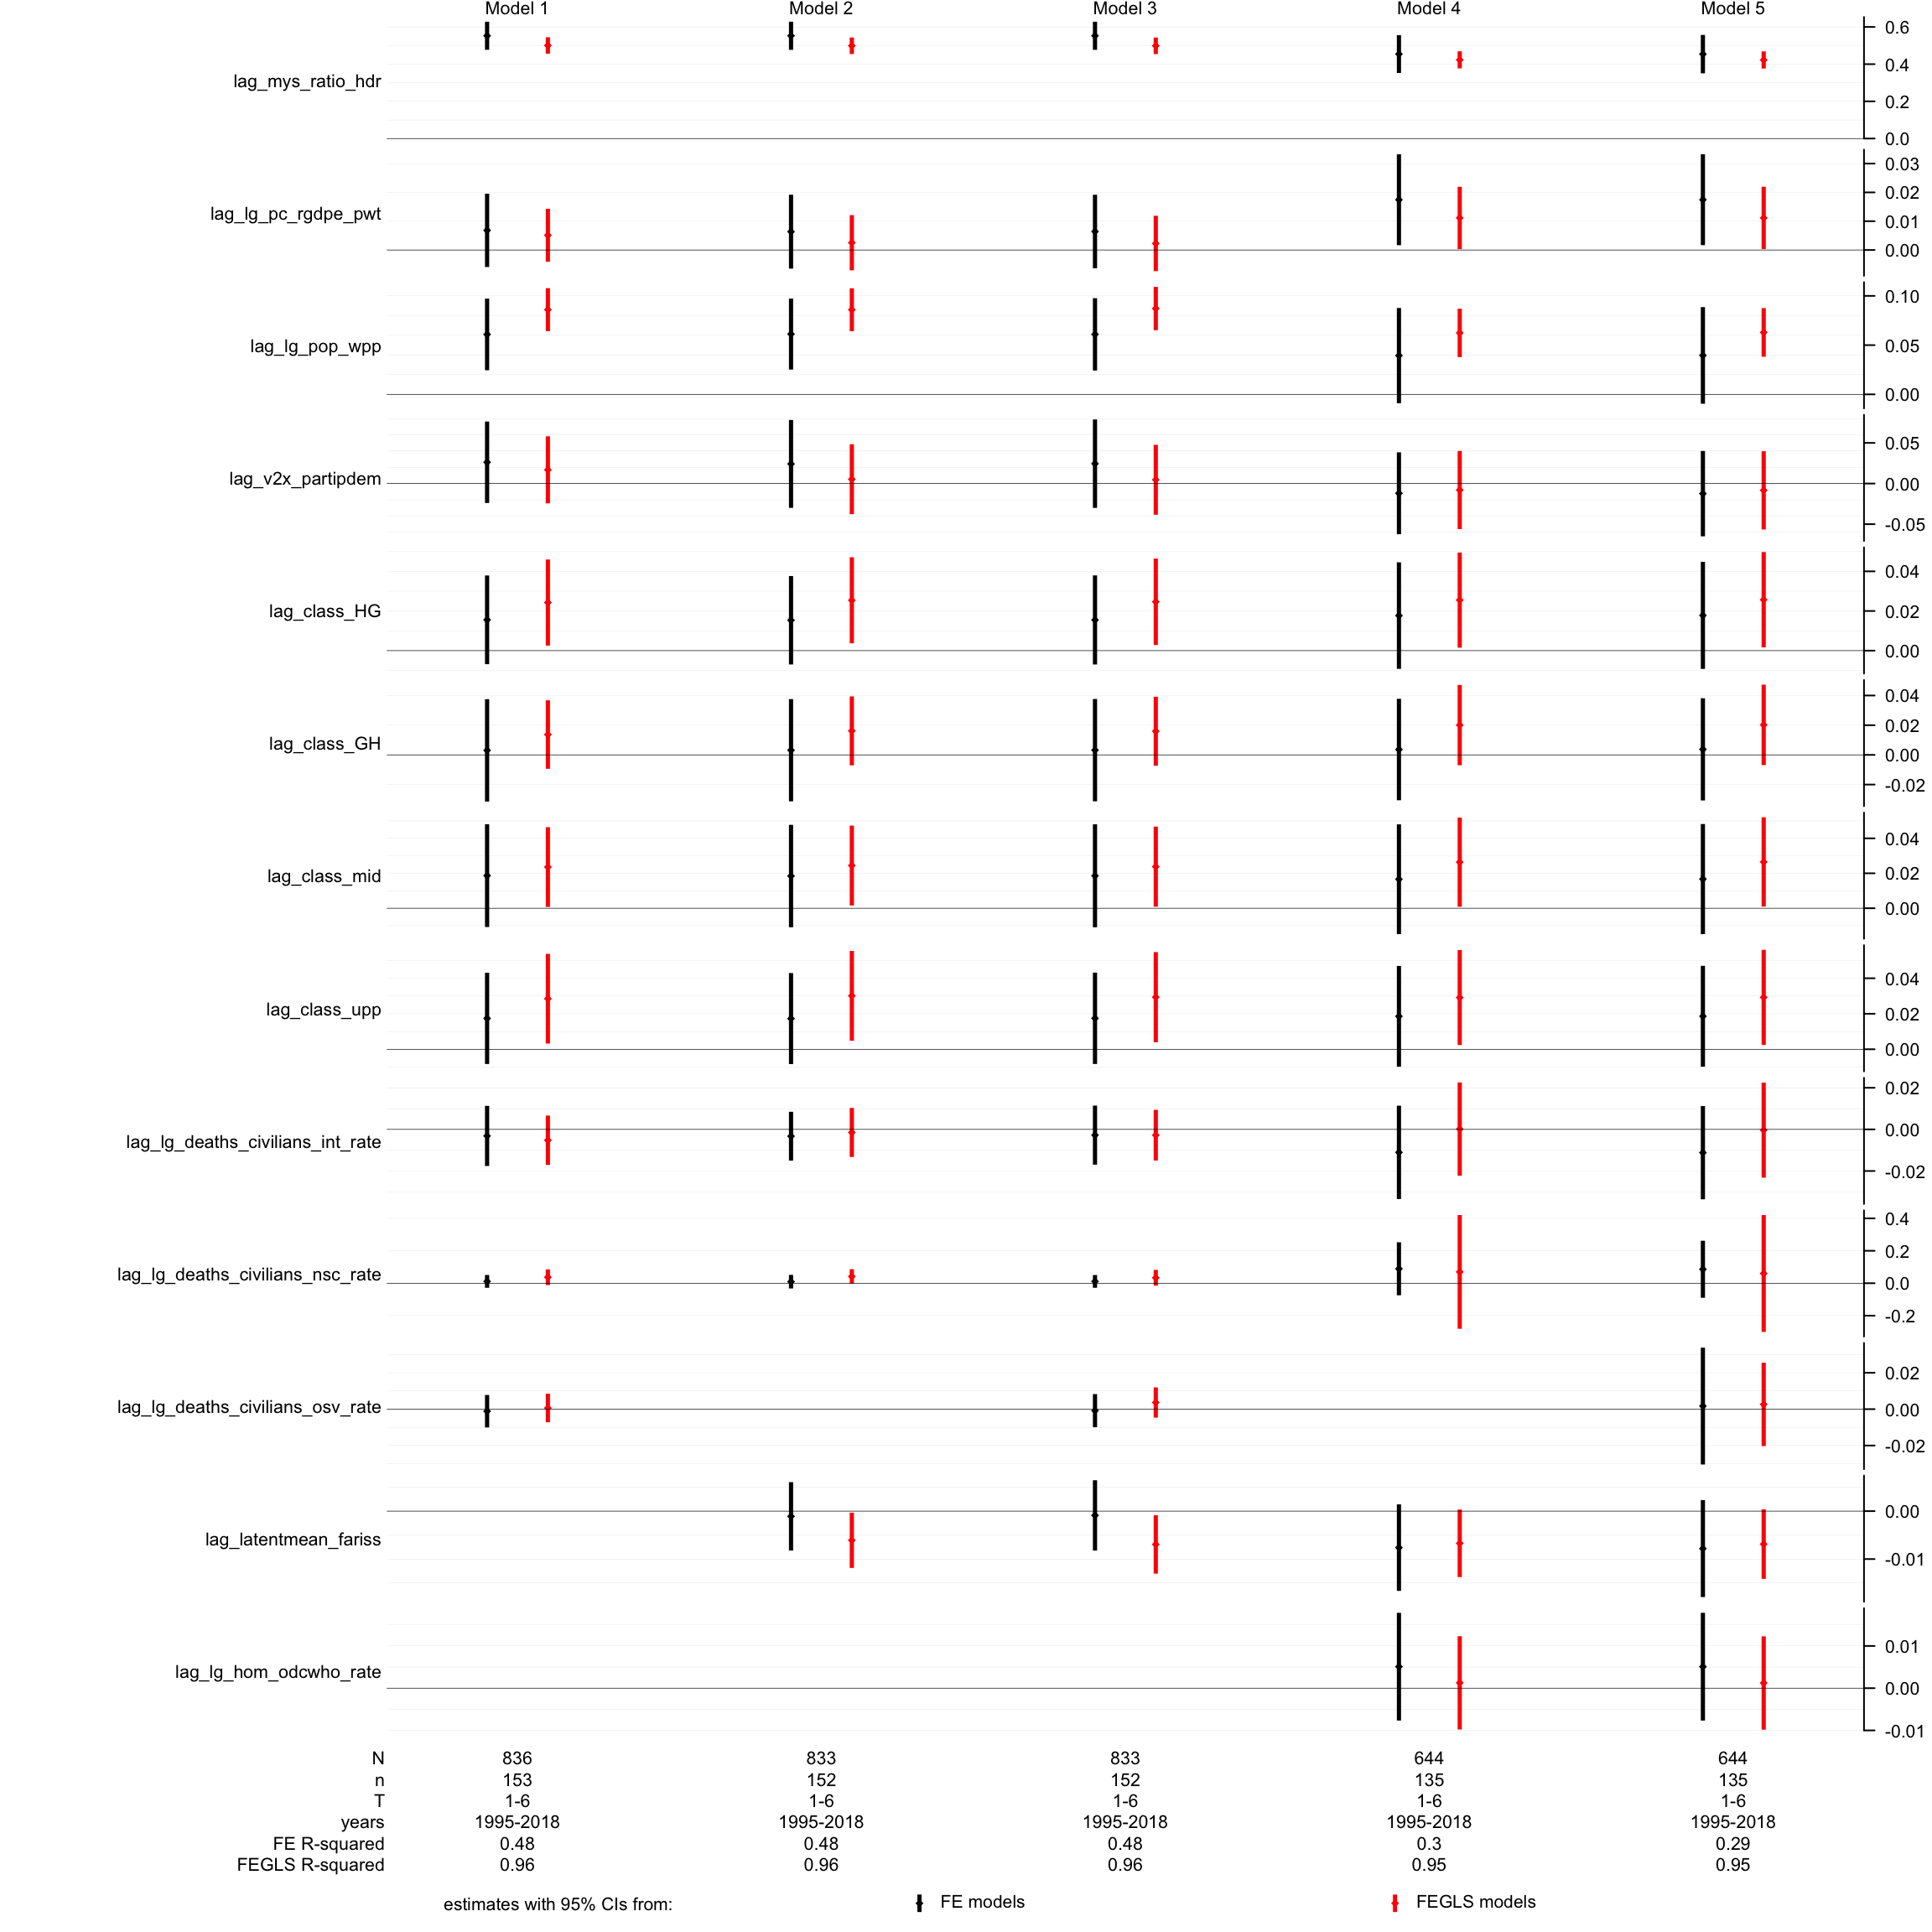 Model 1 Model 2 Model 3 Model 4 Model 5
lag_mys_ratio_hdr
0.6
0.4
0.2
0.0
lag_lg_pc_rgdpe_pwt
0.03
0.02
0.01
0.00
lag_lg_pop_wpp
0.10
0.05
0.00
lag_v2x_partipdem
0.05
0.00
-0.05
lag_class_HG
0.04
0.02
0.00
lag_class_GH
0.04
0.02
0.00
-0.02
lag_class_mid
0.04
0.02
0.00
lag_class_upp
0.04
0.02
0.00
lag_lg_deaths_civilians_int_rate
0.02
0.00
-0.02
lag_lg_deaths_civilians_nsc_rate
0.4
0.2
0.0
-0.2
lag_lg_deaths_civilians_osv_rate
0.02
0.00
-0.02
lag_latentmean_fariss
0.00
-0.01
lag_lg_hom_odcwho_rate
0.01
0.00
-0.01
N 836 833 833 644 644
n 153 152 152 135 135
T 1-6 1-6 1-6 1-6 1-6
years 1995-2018 1995-2018 1995-2018 1995-2018 1995-2018
FE R-squared 0.48 0.48 0.48 0.3 0.29
FEGLS R-squared 0.96 0.96 0.96 0.95 0.95
estimates with 95% CIs from: FE models FEGLS models